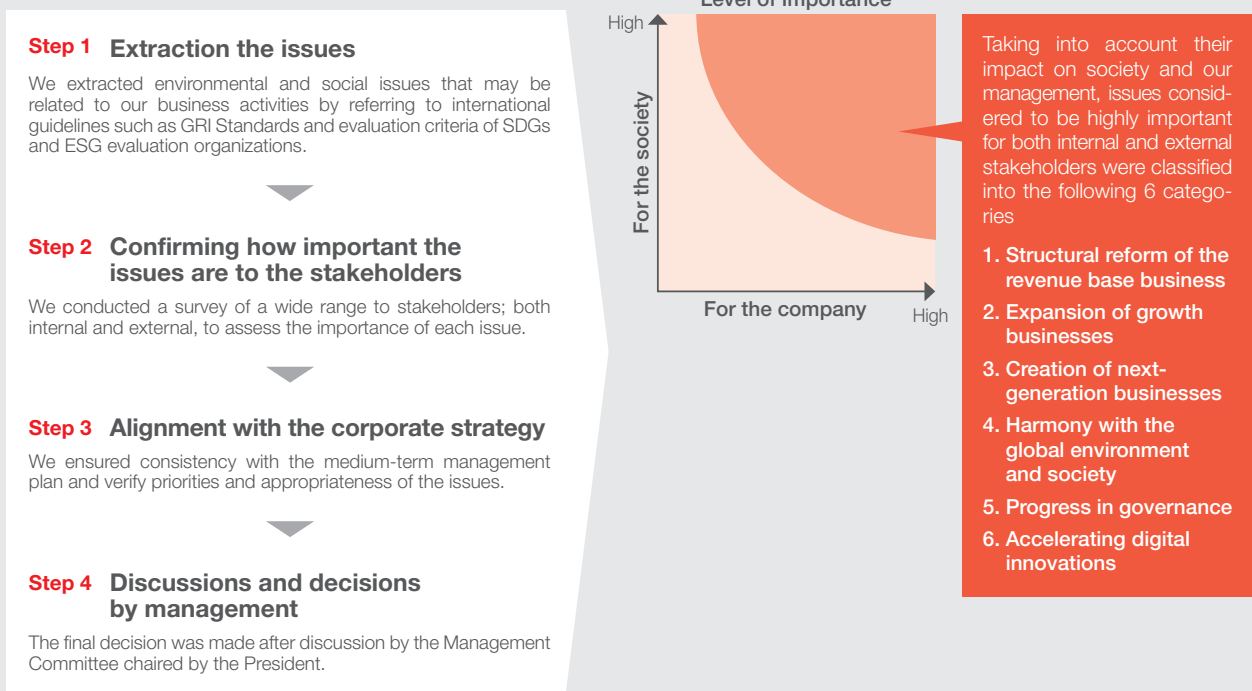 Step 1 Extraction the issues
We extracted environmental and social issues that may be
related to our business activities by referring to international
guidelines such as GRI Standards and evaluation criteria of SDGs
and ESG evaluation organizations.
Step 2 Confirming how important the
issues are to the stakeholders
We conducted a survey of a wide range to stakeholders; both
internal and external, to assess the importance of each issue.
Step 3 Alignment with the corporate strategy
We ensured consistency with the medium-term management
plan and verify priorities and appropriateness of the issues.
Step 4 Discussions and decisions
by management
The final decision was made after discussion by the Management
Committee chaired by the President.
Level of Importance
High
For the society
For the company
High
Taking into account their
impact on society and our
management, issues consid-
ered to be highly important
for both internal and external
stakeholders were classified
into the following 6 catego-
ries
1. Structural reform of the
revenue base business
2. Expansion of growth
businesses
3. Creation of next-
generation businesses
4. Harmony with the
global environment
and society
5. Progress in governance
6. Accelerating digital
innovations